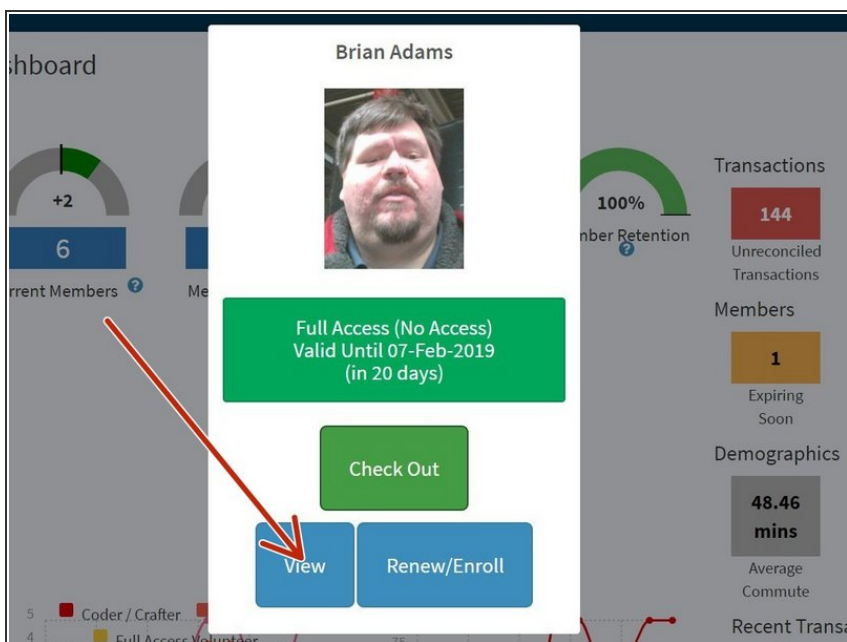 shboard
Brian Adams
+2
6
rrent Members
?
Me
100%
mber Retention
?
Transactions
144
Unreconciled
Transactions
Members
1
Expiring
Soon
Demographics
48.46
mins
Average
Commute
Recent Transa
Full Access (No Access)
Valid Until 07-Feb-2019
(in 20 days)
Check Out
View
Renew/Enroll
5
Coder / Crafter
4
Full Access Volunteer
75